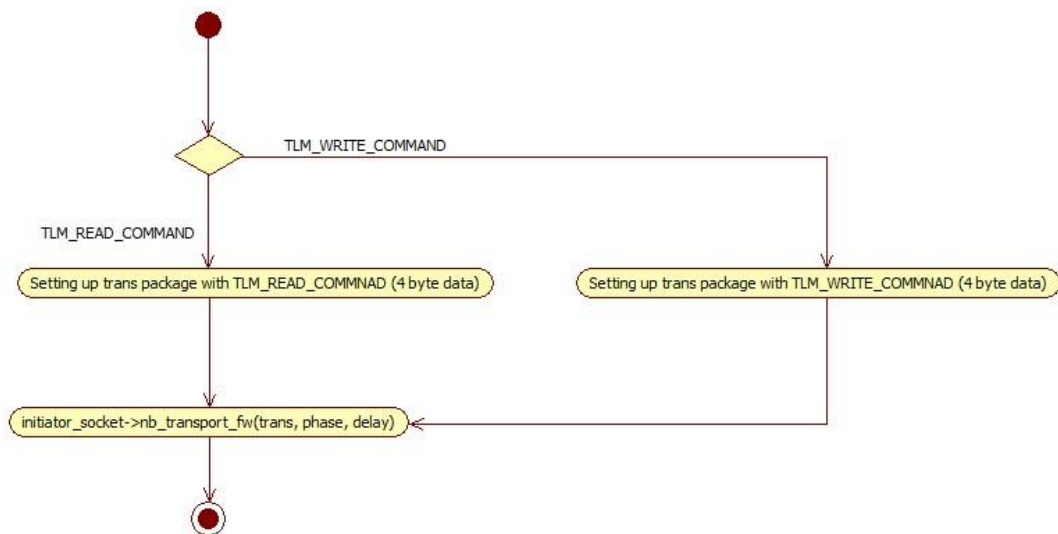 TLM_WRITE_COMMAND
TLM_READ_COMMAND
Setting up trans package with TLM_READ_COMMNAD (4 byte data)
Setting up trans package with TLM_WRITE_COMMNAD (4 byte data)
initiator_socket->nb_transport_fw(trans, phase, delay)